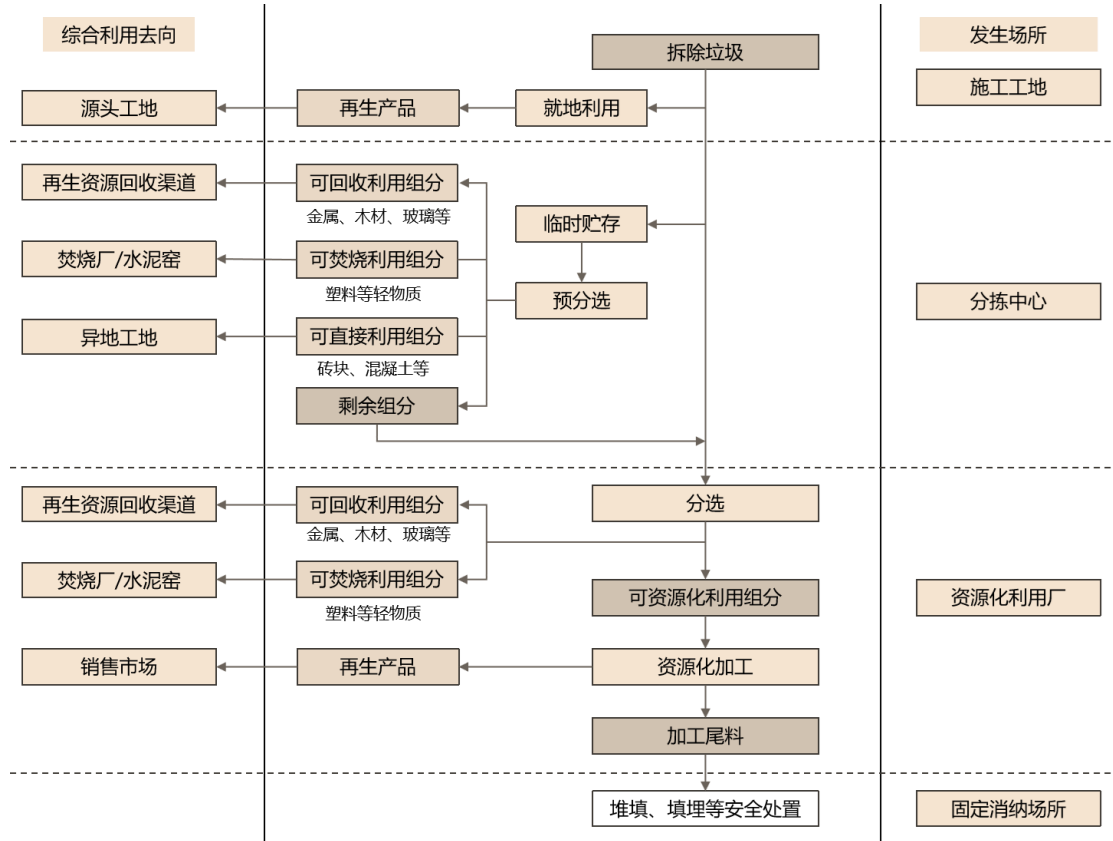 综合利用去向
发生场所
拆除垃圾
施工工地
源头工地
再生产品
就地利用
再生资源回收渠道
可回收利用组分
金属、木材、玻璃等
临时贮存
焚烧厂/水泥窑
可焚烧利用组分
塑料等轻物质
预分选
分拣中心
异地工地
可直接利用组分
砖块、混凝土等
剩余组分
再生资源回收渠道
可回收利用组分
金属、木材、玻璃等
分选
焚烧厂/水泥窑
可焚烧利用组分
塑料等轻物质
可资源化利用组分
资源化利用厂
销售市场
再生产品
资源化加工
加工尾料
堆填、填埋等安全处置
固定消纳场所